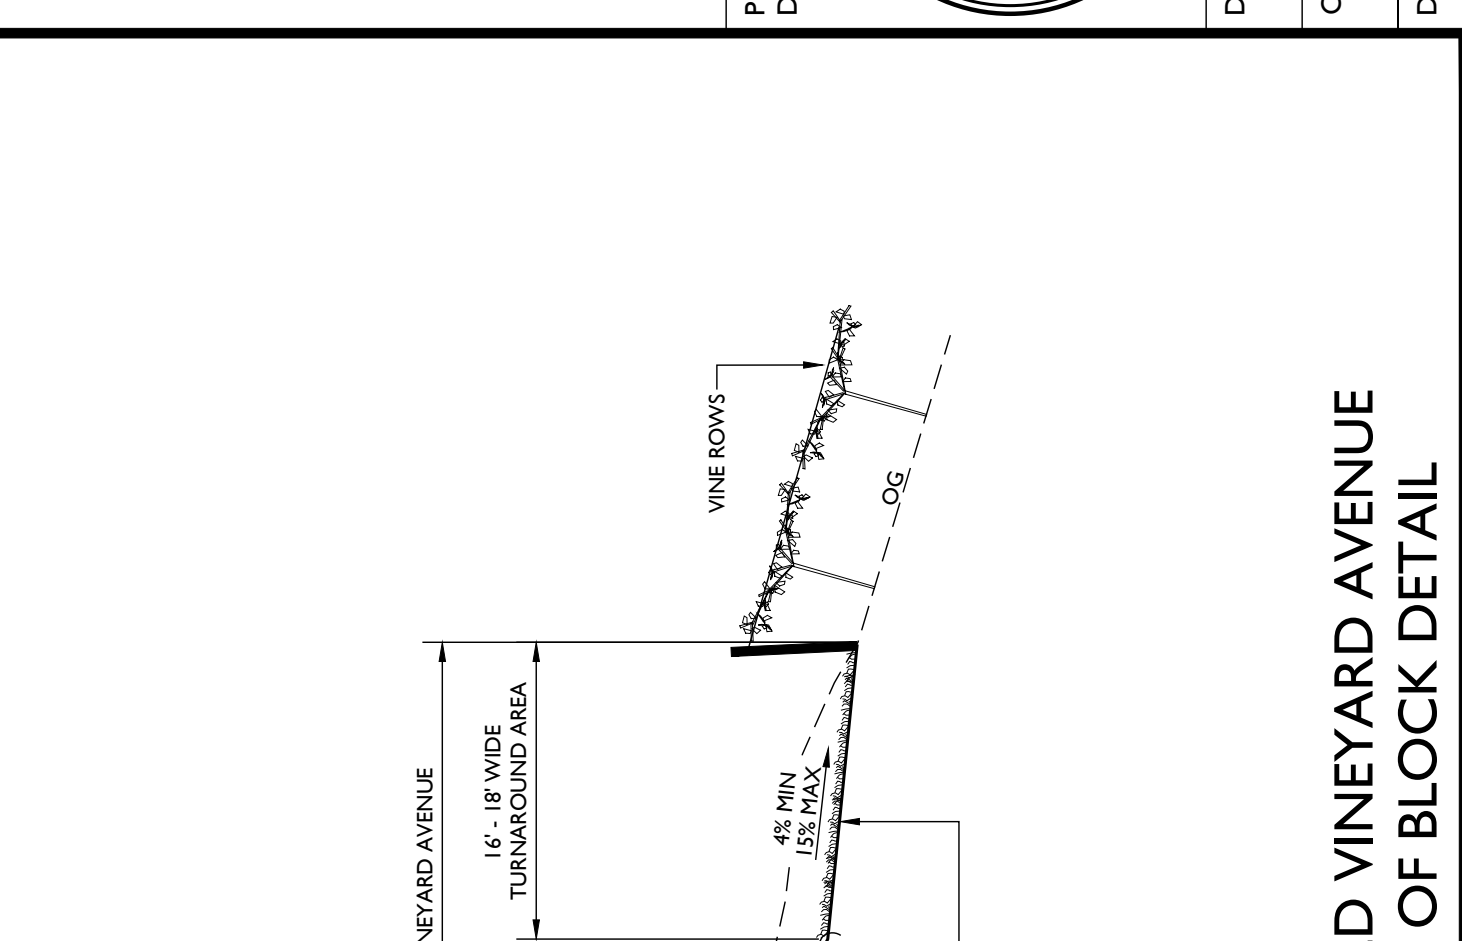 VINE ROWS
OG
4% MIN
15% MAX
16' - 18' WIDE
TURNAROUND AREA
NEYARD AVENUE
D VINEYARD AVENUE
OF BLOCK DETAIL
P
D
D
O
D